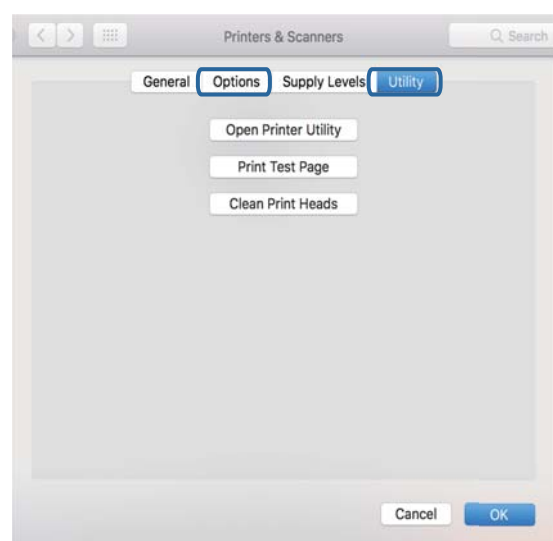 Printers & Scanners Search
General Options Supply Levels Utility
Open Printer Utility
Print Test Page
Clean Print Heads
Cancel OK